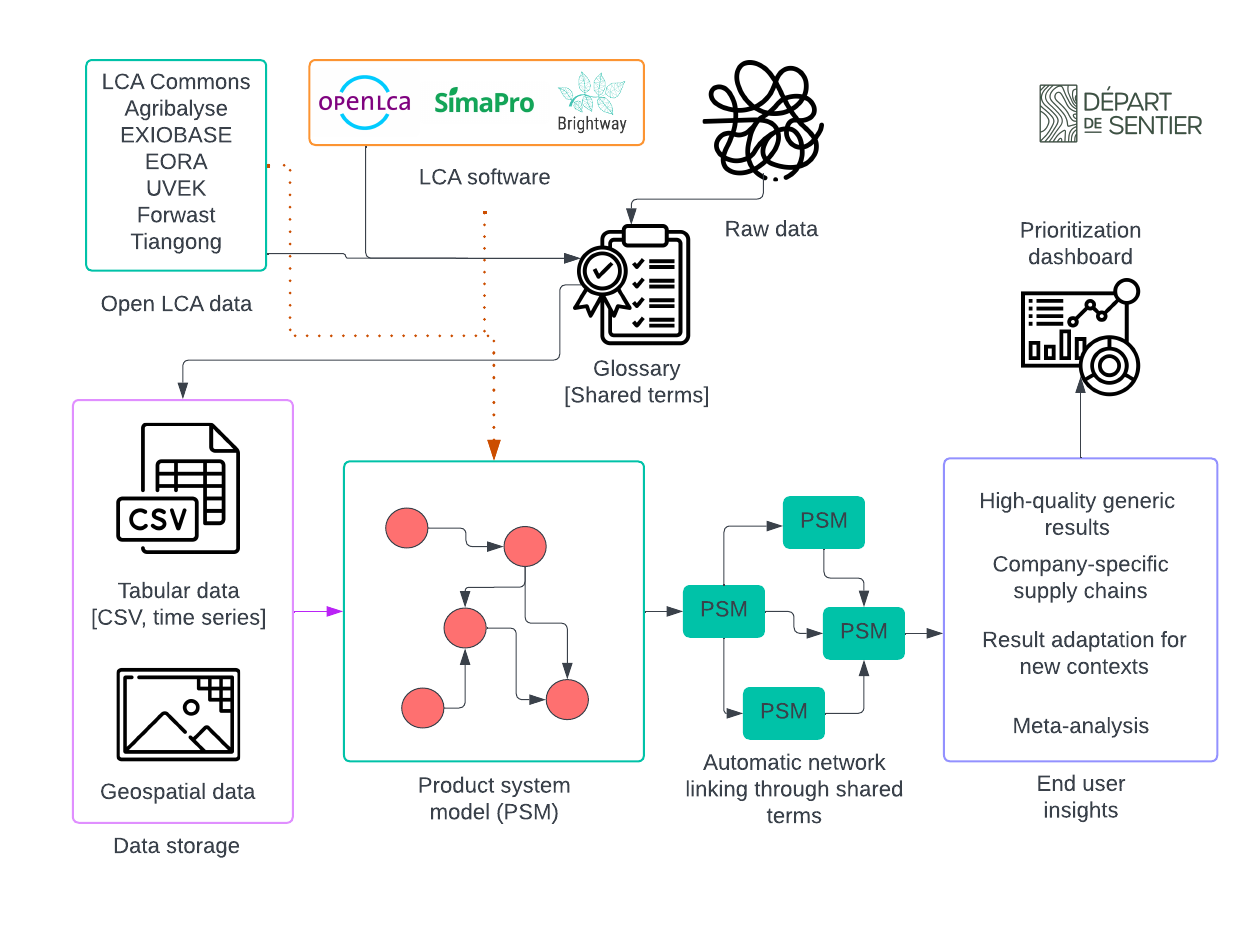 LCA Commons
Agribalyse
EXIOBASE
EORA
UVEK
Forwast
Tiangong
Open LCA data
OPENLCA
SimaPro
Brightway
LCA software
Raw data
DÉPART
DE SENTIER
Prioritization
dashboard
Glossary
[Shared terms]
CSV
Tabular data
[CSV, time series]
Geospatial data
Data storage
Product system
model (PSM)
PSM
PSM
PSM
PSM
Automatic network
linking through shared
terms
High-quality generic
results
Company-specific
supply chains
Result adaptation for
new contexts
Meta-analysis
End user
insights